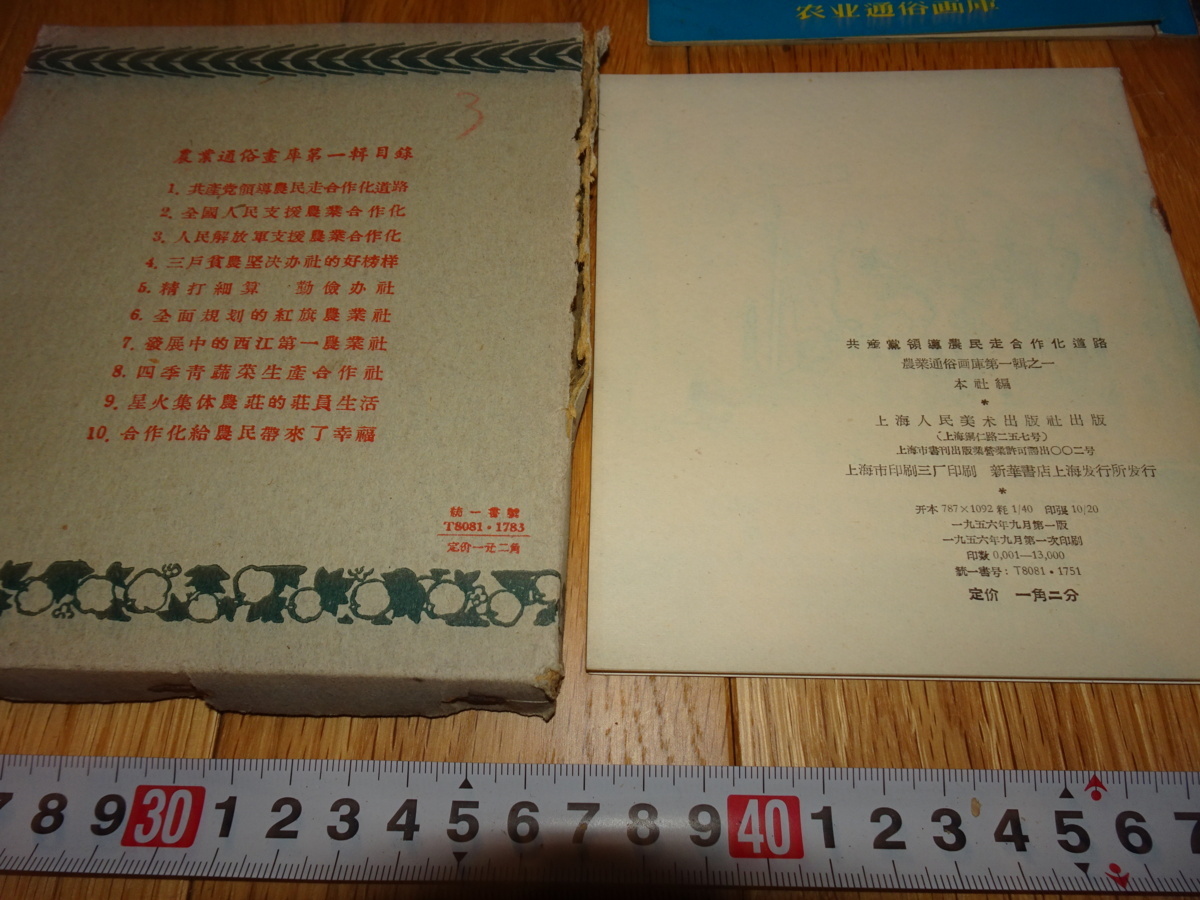 农业通俗画库
3
農業通俗畫庫第一輯目錄
1. 共產党領導農民走合作化道路
2. 全國人民支援農業合作化
3. 人民解放軍支援農業合作化
4. 三戶貧農坚决办社的好榜样
5. 精打細算 勤儉办社
6. 全面規划的紅旗農業社
7. 發展中的西江第一農業社
8. 四季青蔬菜生產合作社
9. 星火集体農莊的莊員生活
10. 合作化給農民帶來了幸福
統一書號
T8081·1783
定价一元二角
共產黨領導農民走合作化道路
農業通俗画庫第一輯之一
本社編
*
上海人民美术出版社出版
(上海銅仁路二五七号)
上海市書刊出版業營業許可證出〇〇二号
上海市印刷三厂印刷 新華書店上海发行所发行
*
开本 787×1092 耗 1/40 印張 10/20
一九五六年九月第一版
一九五六年九月第一次印刷
印数 0,001—13,000
統一書号: T8081·1751
定价 一角二分
7 8 9 30 1 2 3 4 5 6 7 8 9 40 1 2 3 4 5 6 7